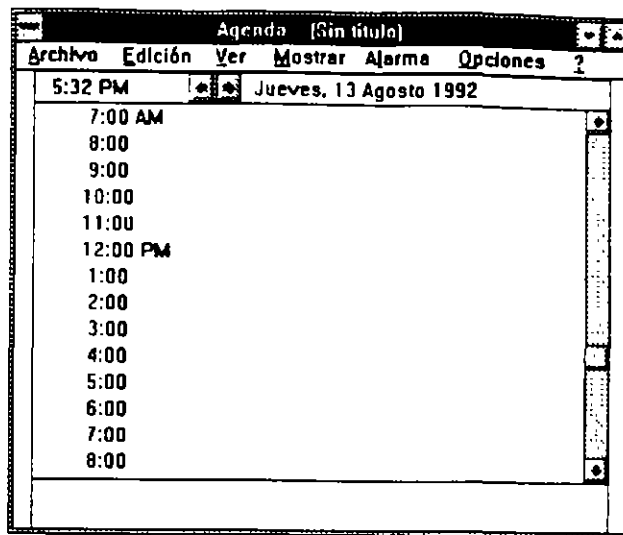 Agenda (Sin título)
Archivo Edición Ver Mostrar Alarma Opciones ?
5:32 PM Jueves, 13 Agosto 1992
7:00 AM
8:00
9:00
10:00
11:00
12:00 PM
1:00
2:00
3:00
4:00
5:00
6:00
7:00
8:00